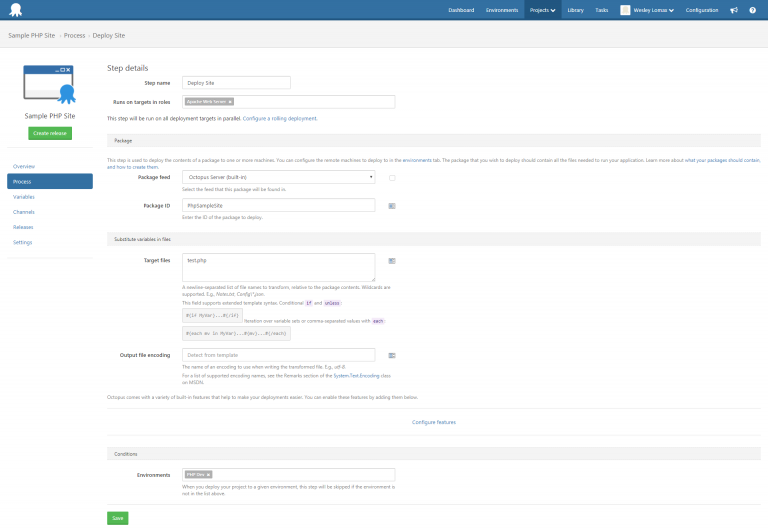 Dashboard Environments Projects Library Tasks Wesley Lomas Configuration
Sample PHP Site > Process > Deploy Site
Sample PHP Site
Create release
Overview
Process
Variables
Channels
Releases
Settings
Step details
Step name Deploy Site
Runs on targets in roles Apache Web Server ×
This step will be run on all deployment targets in parallel. Configure a rolling deployment.
Package
This step is used to deploy the contents of a package to one or more machines. You can configure the remote machines to deploy to in the environments tab. The package that you wish to deploy should contain all the files needed to run your application. Learn more about what your packages should contain,
and how to create them.
Package feed Octopus Server (built-in)
Select the feed that this package will be found in.
Package ID PhpSampleSite
Enter the ID of the package to deploy.
Substitute variables in files
Target files test.php
A newline-separated list of file names to transform, relative to the package contents. Wildcards are
supported. E.g., Notes.txt, Config\*.json.
This field supports extended template syntax. Conditional if and unless:
#{if MyVar}...#{/if}
Iteration over variable sets or comma-separated values with each:
#{each mv in MyVar}...#{mv}...#{/each}
Output file encoding Detect from template
The name of an encoding to use when writing the transformed file. E.g., utf-8.
For a list of supported encoding names, see the Remarks section of the System.Text.Encoding class
on MSDN.
Octopus comes with a variety of built-in features that help to make your deployments easier. You can enable these features by adding them below.
Configure features
Conditions
Environments PHP Site ×
When you deploy your project to a given environment, this step will be skipped if the environment is
not in the list above.
Save